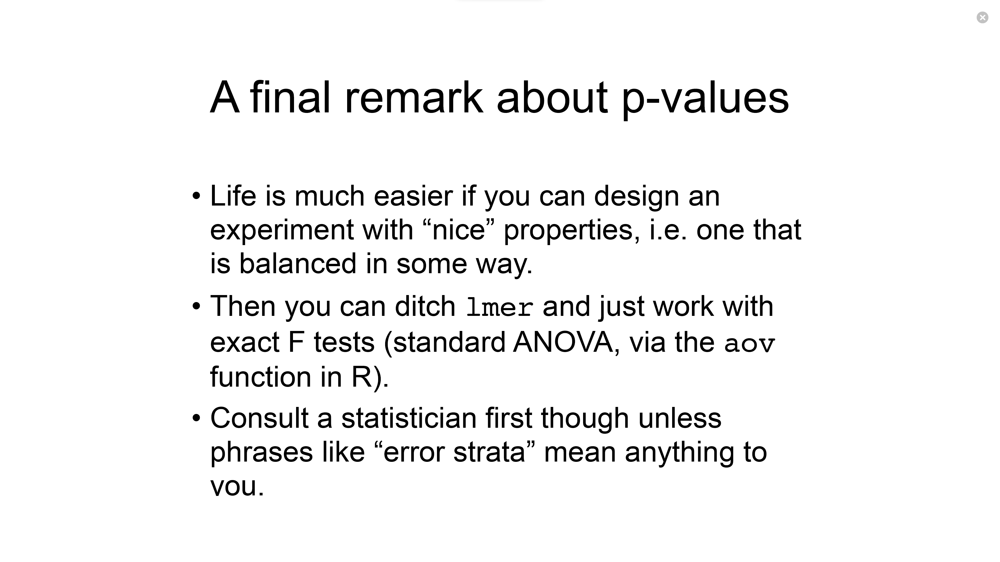 A final remark about p-values
• Life is much easier if you can design an
experiment with “nice” properties, i.e. one that
is balanced in some way.
• Then you can ditch lmer and just work with
exact F tests (standard ANOVA, via the aov
function in R).
• Consult a statistician first though unless
phrases like “error strata” mean anything to
you.